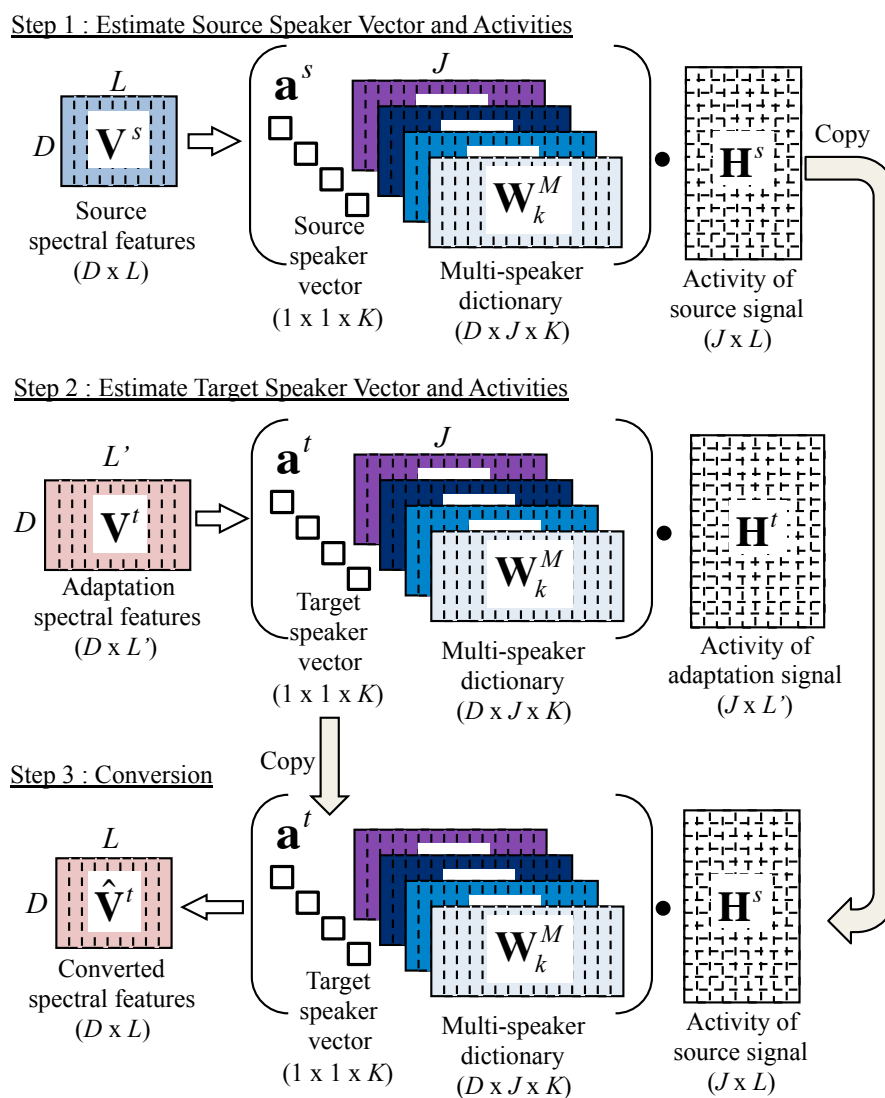 Step 1 : Estimate Source Speaker Vector and Activities
L
D
V^s
Source
spectral features
(D x L)
a^s
J
W_k^M
Source
speaker
vector
(1 x 1 x K)
Multi-speaker
dictionary
(D x J x K)
H^s
Activity of
source signal
(J x L)
Copy
Step 2 : Estimate Target Speaker Vector and Activities
L’
D
V^t
Adaptation
spectral features
(D x L’)
a^t
J
W_k^M
Target
speaker
vector
(1 x 1 x K)
Multi-speaker
dictionary
(D x J x K)
H^t
Activity of
adaptation signal
(J x L’)
Copy
Step 3 : Conversion
L
D
V̂^t
Converted
spectral features
(D x L)
a^t
W_k^M
Target
speaker
vector
(1 x 1 x K)
Multi-speaker
dictionary
(D x J x K)
H^s
Activity of
source signal
(J x L)